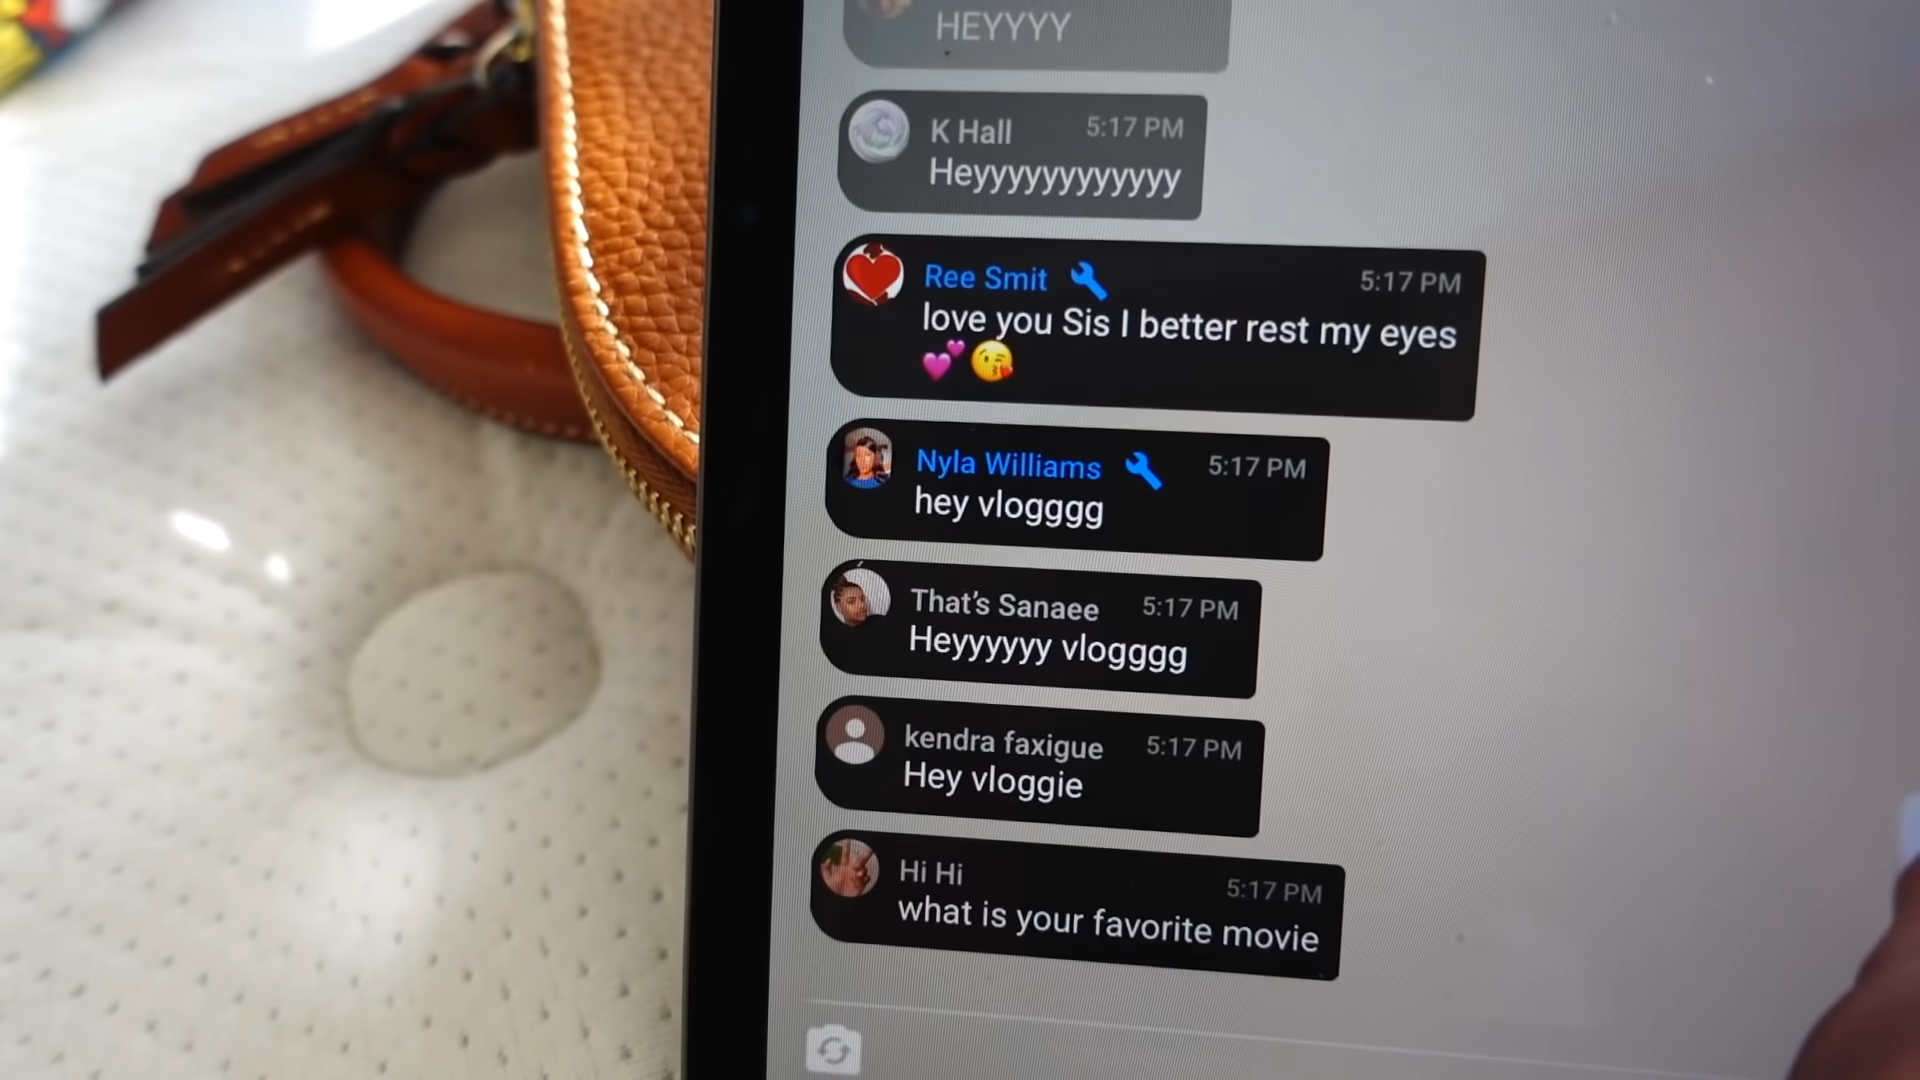 HEYYYY
K Hall 5:17 PM
Heyyyyyyyyyyyy
Ree Smit 5:17 PM
love you Sis I better rest my eyes
💕😘
Nyla Williams 5:17 PM
hey vlogggg
That's Sanaee 5:17 PM
Heyyyyyy vlogggg
kendra faxigue 5:17 PM
Hey vloggie
Hi Hi 5:17 PM
what is your favorite movie